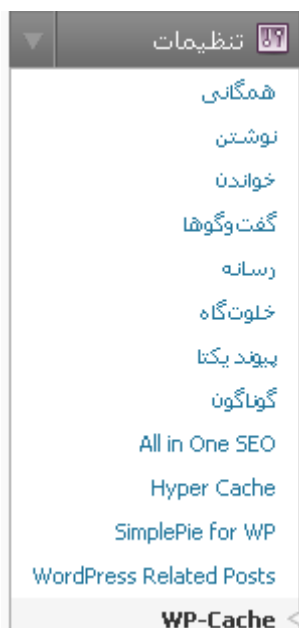 تنظیمات
همگانی
نوشتن
خواندن
گفت‌وگوها
رسانه
خلوت‌گاه
پیوند یکتا
گوناگون
All in One SEO
Hyper Cache
SimplePie for WP
WordPress Related Posts
WP-Cache